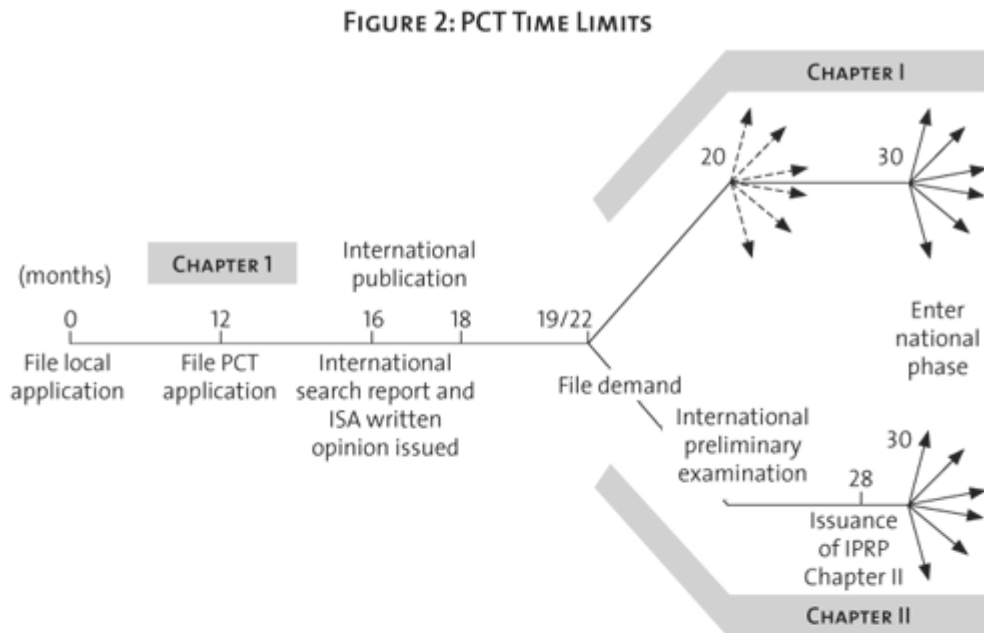 FIGURE 2: PCT TIME LIMITS
CHAPTER I
20
30
(months)
CHAPTER 1
International
publication
0
12
16
18
19/22
File local
application
File PCT
application
International
search report and
ISA written
opinion issued
File demand
Enter
national
phase
International
preliminary
examination
28
30
Issuance
of IPRP
Chapter II
CHAPTER II